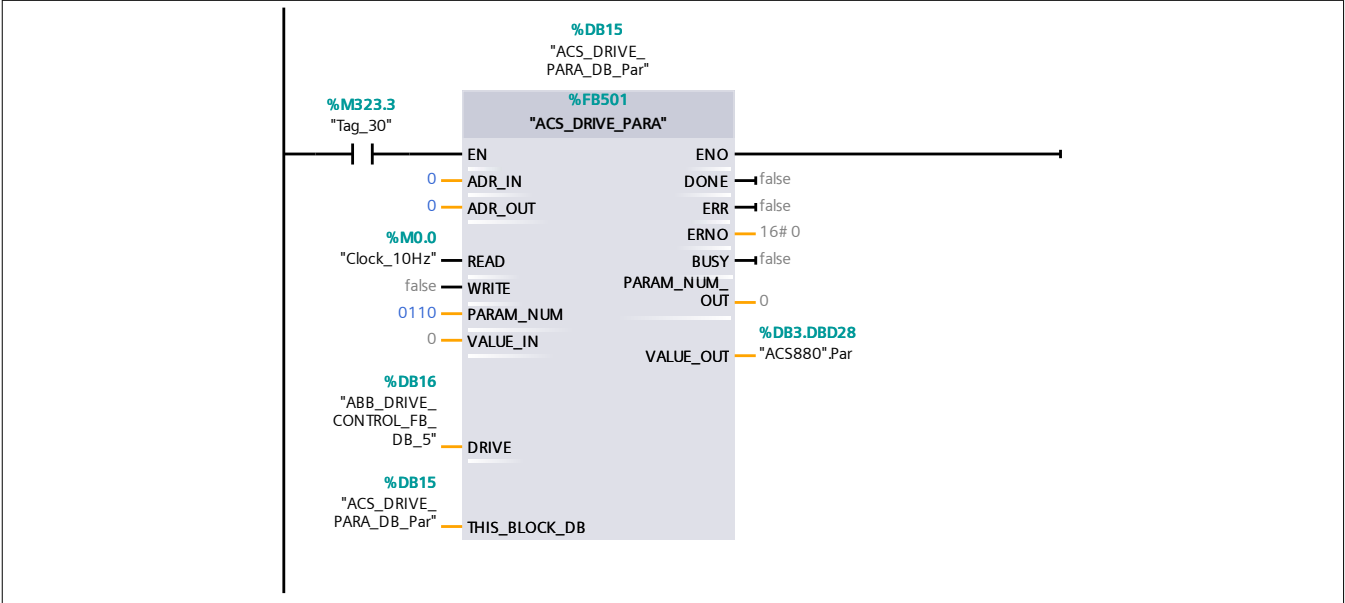 %DB15
"ACS_DRIVE_
PARA_DB_Par"
%M323.3
"Tag_30"
%FB501
"ACS_DRIVE_PARA"
EN
ENO
0
ADR_IN
DONE
false
0
ADR_OUT
ERR
false
ERNO
16#0
%M0.0
"Clock_10Hz"
READ
BUSY
false
false
WRITE
PARAM_NUM_
OUT
0
0110
PARAM_NUM
0
VALUE_IN
%DB3.DBD28
VALUE_OUT
"ACS880".Par
%DB16
"ABB_DRIVE_
CONTROL_FB_
DB_5"
DRIVE
%DB15
"ACS_DRIVE_
PARA_DB_Par"
THIS_BLOCK_DB